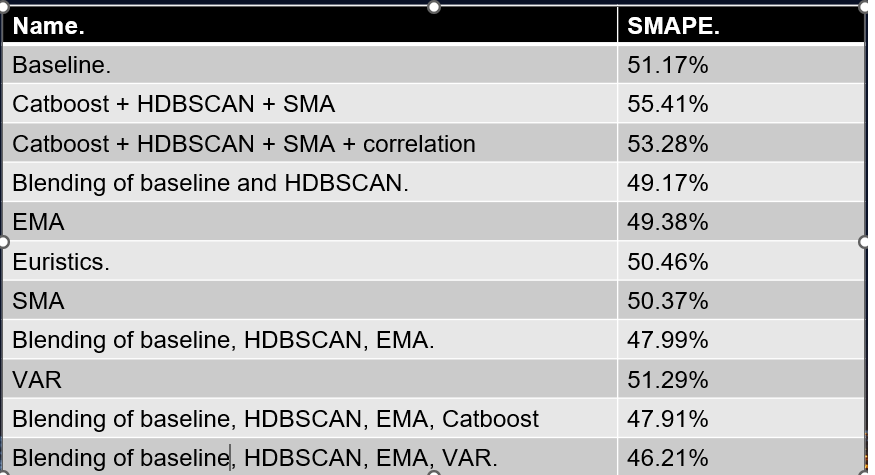 Name. SMAPE.
Baseline. 51.17%
Catboost + HDBSCAN + SMA 55.41%
Catboost + HDBSCAN + SMA + correlation 53.28%
Blending of baseline and HDBSCAN. 49.17%
EMA 49.38%
Euristics. 50.46%
SMA 50.37%
Blending of baseline, HDBSCAN, EMA. 47.99%
VAR 51.29%
Blending of baseline, HDBSCAN, EMA, Catboost 47.91%
Blending of baseline, HDBSCAN, EMA, VAR. 46.21%